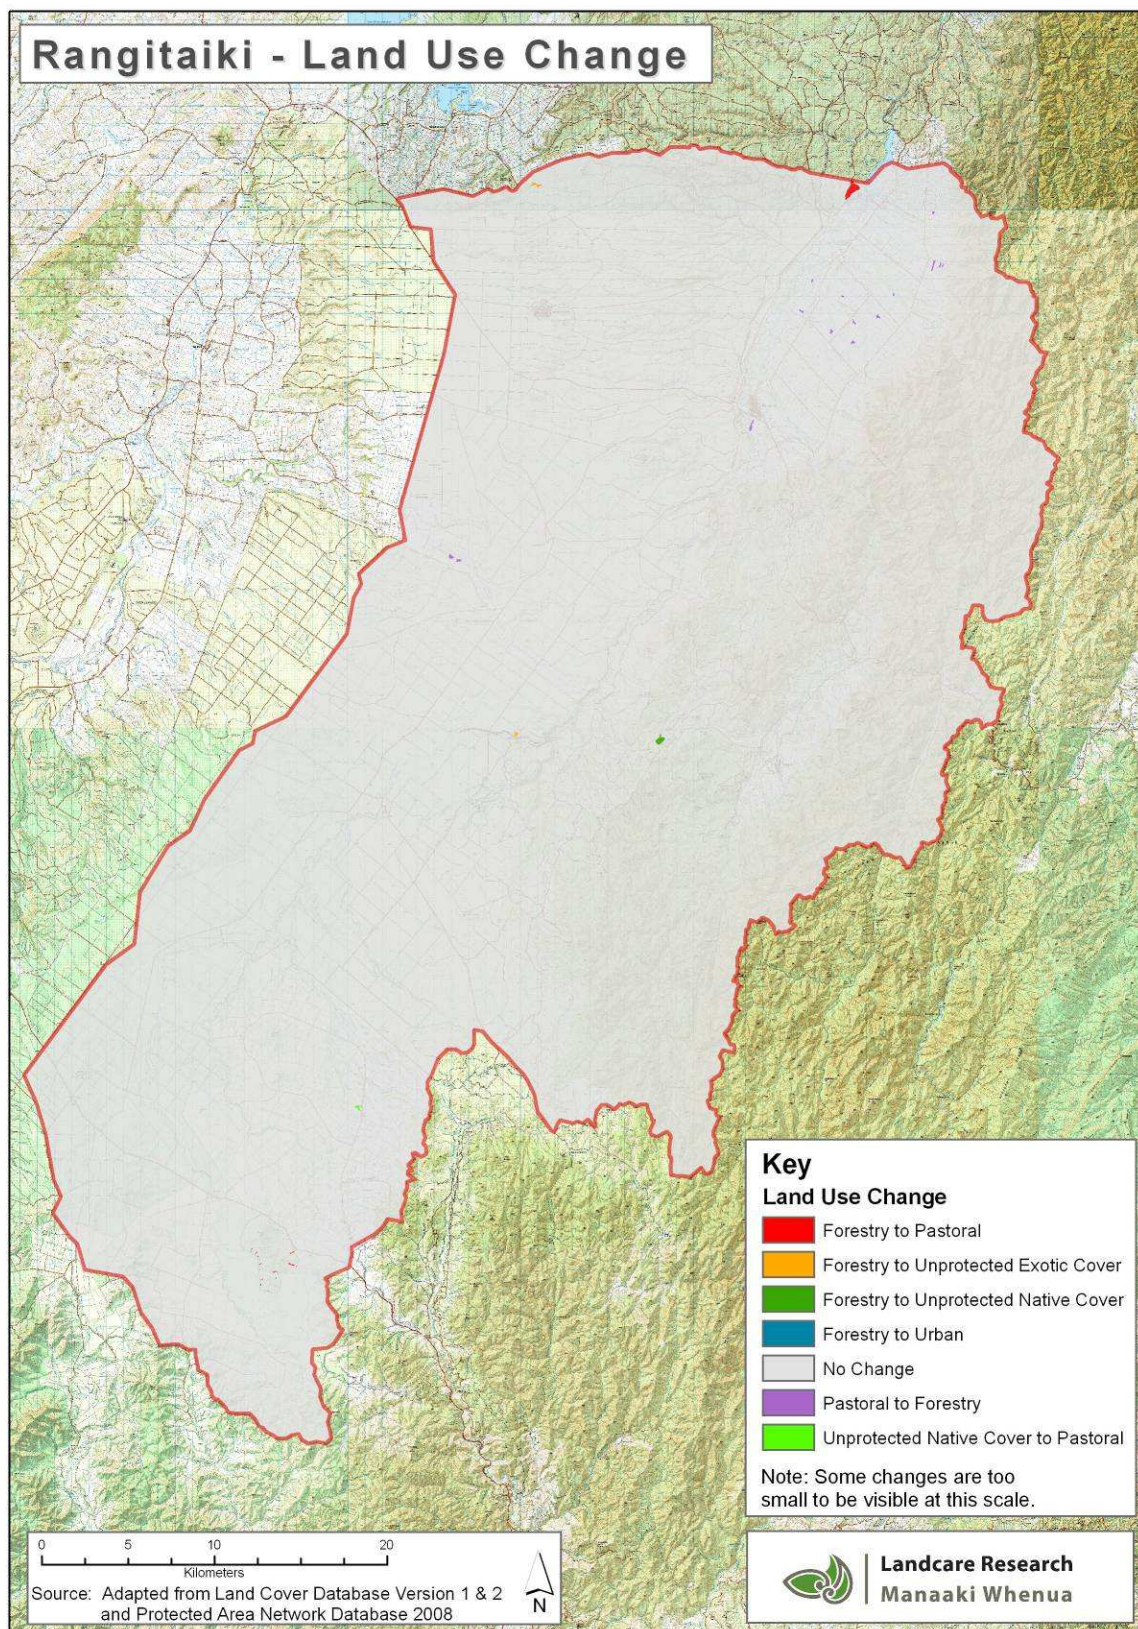 Rangitaiki - Land Use Change
Key
Land Use Change
Forestry to Pastoral
Forestry to Unprotected Exotic Cover
Forestry to Unprotected Native Cover
Forestry to Urban
No Change
Pastoral to Forestry
Unprotected Native Cover to Pastoral
Note: Some changes are too
small to be visible at this scale.
0 5 10 20
Kilometers
Source: Adapted from Land Cover Database Version 1 & 2
and Protected Area Network Database 2008
N
Landcare Research
Manaaki Whenua